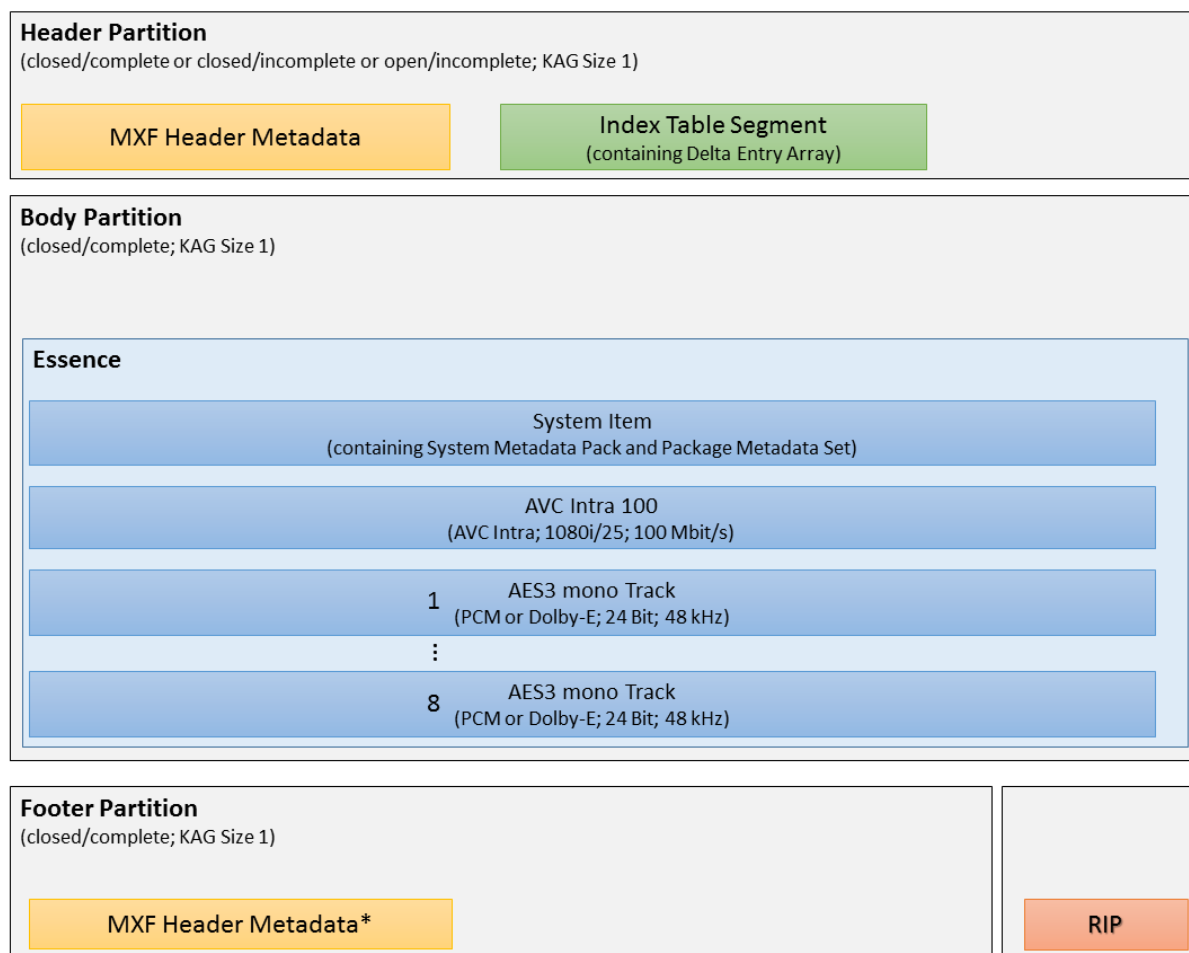 Header Partition
(closed/complete or closed/incomplete or open/incomplete; KAG Size 1)
MXF Header Metadata
Index Table Segment
(containing Delta Entry Array)
Body Partition
(closed/complete; KAG Size 1)
Essence
System Item
(containing System Metadata Pack and Package Metadata Set)
AVC Intra 100
(AVC Intra; 1080i/25; 100 Mbit/s)
1 AES3 mono Track
(PCM or Dolby-E; 24 Bit; 48 kHz)
⋮
8 AES3 mono Track
(PCM or Dolby-E; 24 Bit; 48 kHz)
Footer Partition
(closed/complete; KAG Size 1)
MXF Header Metadata*
RIP